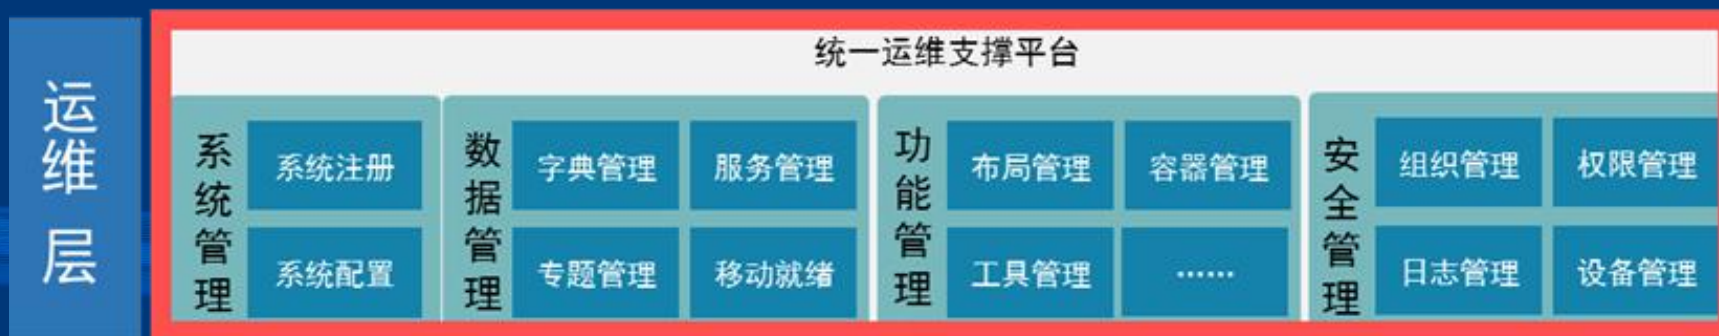 运维层
统一运维支撑平台
系统管理
系统注册
系统配置
数据管理
字典管理
服务管理
专题管理
移动就绪
功能管理
布局管理
容器管理
工具管理
······
安全管理
组织管理
权限管理
日志管理
设备管理